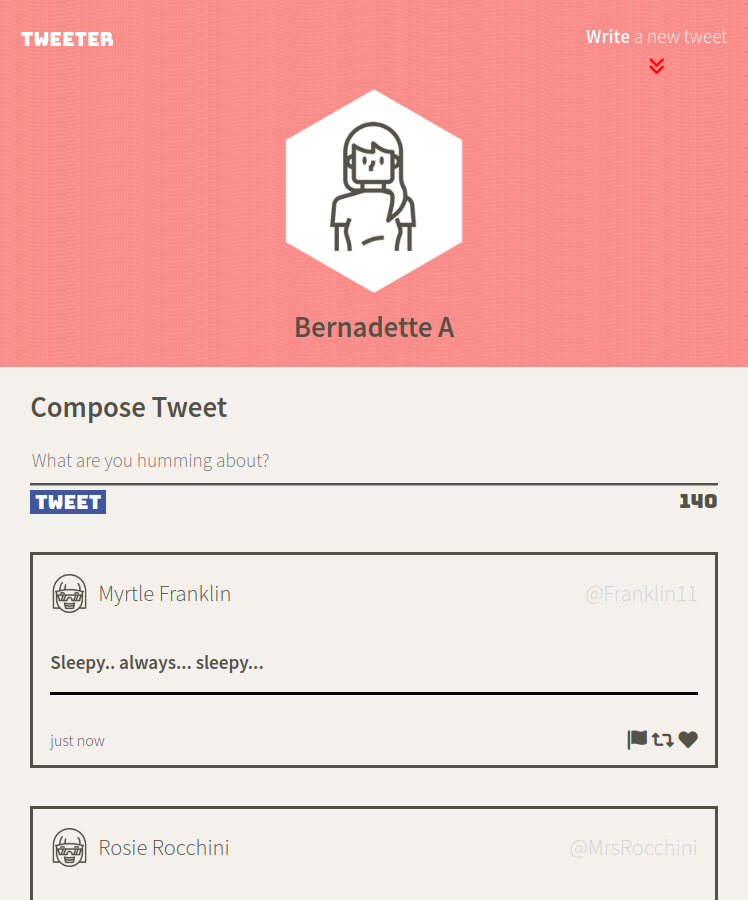 TWEETER
Write a new tweet
Bernadette A
Compose Tweet
What are you humming about?
TWEET 140
Myrtle Franklin @Franklin11
Sleepy.. always... sleepy...
just now
Rosie Rocchini @MrsRocchini